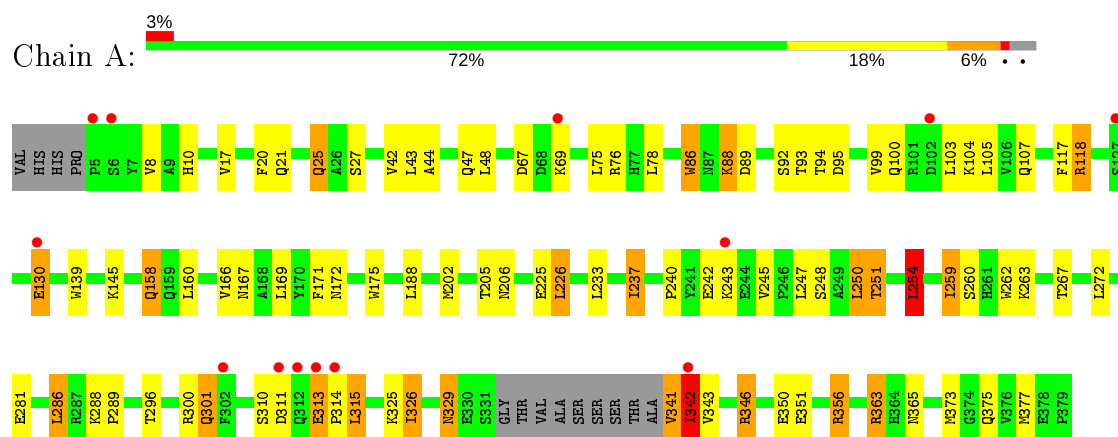 3%
Chain A:
72% 18% 6% • •
VAL HIS HIS PRO P5 S6 Y7 V8 A9 H10 V17 F20 Q21 Q25 A26 S27 V42 L43 A44 Q47 L48 D67 D68 K69 L75 R76 H77 L78 W86 N87 K88 D89 S92 T93 T94 D95 V99 Q100 R101 D102 L103 K104 L105 V106 Q107 F117 R118 S127
E130 W139 K145 Q158 Q159 L160 V166 N167 A168 L169 Y170 F171 N172 W175 L188 M202 T205 N206 E225 L226 L233 I237 P240 Y241 E242 K243 E244 V245 P246 L247 S248 A249 L250 T251 L254 I259 S260 H261 W262 K263 T267 L272
E281 L286 R287 K288 P289 T296 R300 Q301 F302 S310 D311 Q312 E313 P314 L315 K325 I326 N329 E330 S331 GLY THR VAL ALA SER SER SER THR ALA V341 I342 V343 R346 E350 E351 R356 R363 H364 N365 M373 G374 Q375 V376 M377 E378 P379